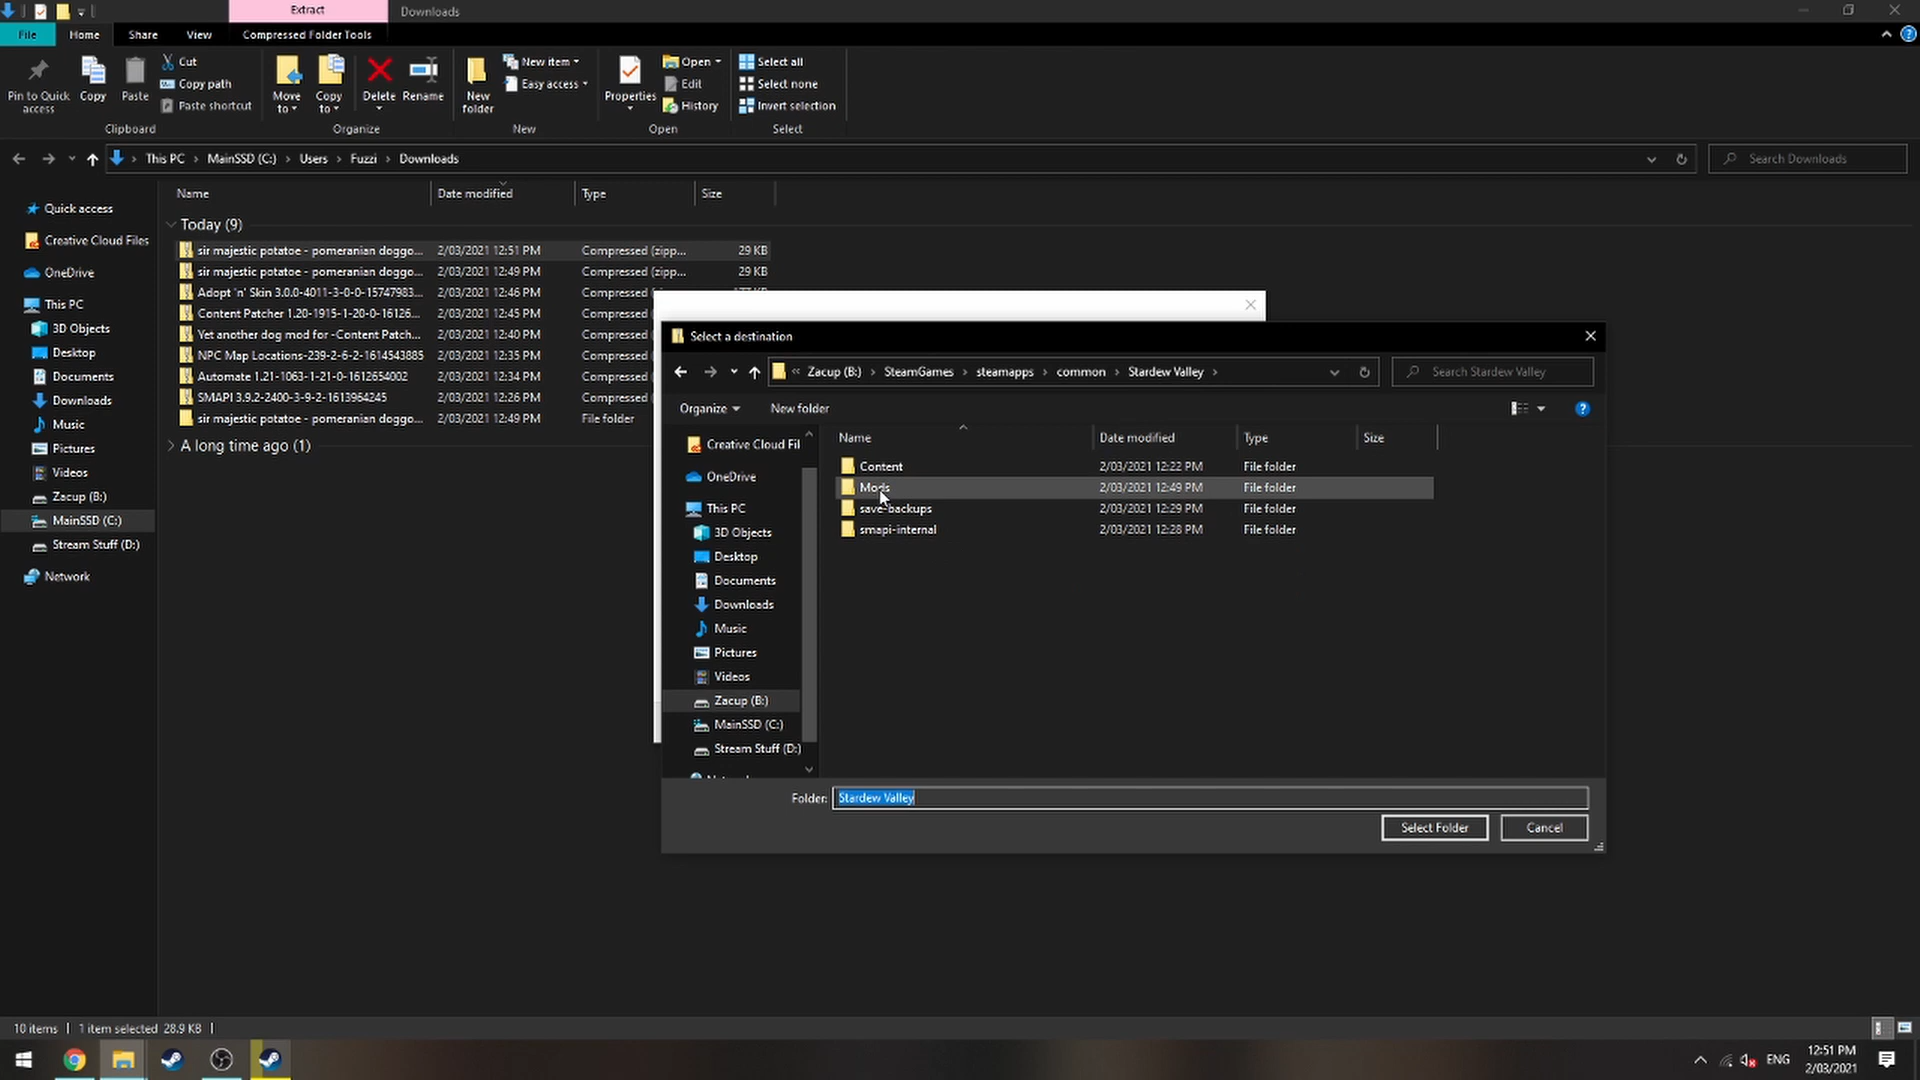 Extract
Downloads
File
Home
Share
View
Compressed Folder Tools
Pin to Quick access
Copy
Paste
Cut
Copy path
Paste shortcut
Clipboard
Move to
Copy to
Delete
Rename
Organize
New folder
New item
Easy access
New
Properties
Open
Edit
History
Open
Select all
Select none
Invert selection
Select
This PC > MainSSD (C:) > Users > Fuzzi > Downloads
Search Downloads
Name Date modified Type Size
Quick access
Creative Cloud Files
OneDrive
This PC
3D Objects
Desktop
Documents
Downloads
Music
Pictures
Videos
Zacup (B:)
MainSSD (C:)
Stream Stuff (D:)
Network
Today (9)
sir majestic potatoe - pomeranian doggo... 2/03/2021 12:51 PM Compressed (zipp... 29 KB
sir majestic potatoe - pomeranian doggo... 2/03/2021 12:49 PM Compressed (zipp... 29 KB
Adopt 'n' Skin 3.0.0-4011-3-0-0-15747983... 2/03/2021 12:46 PM Compressed
Content Patcher 1.20-1915-1-20-0-16126... 2/03/2021 12:45 PM Compressed
Yet another dog mod for -Content Patch... 2/03/2021 12:40 PM Compressed
NPC Map Locations-239-2-6-2-1614543885 2/03/2021 12:35 PM Compressed
Automate 1.21-1063-1-21-0-1612654002 2/03/2021 12:34 PM Compressed
SMAPI 3.9.2-2400-3-9-2-1613964245 2/03/2021 12:26 PM Compressed
sir majestic potatoe - pomeranian doggo... 2/03/2021 12:49 PM File folder
A long time ago (1)
Select a destination
« Zacup (B:) > SteamGames > steamapps > common > Stardew Valley >
Search Stardew Valley
Organize
New folder
Creative Cloud Fil
OneDrive
This PC
3D Objects
Desktop
Documents
Downloads
Music
Pictures
Videos
Zacup (B:)
MainSSD (C:)
Stream Stuff (D:)
Name Date modified Type Size
Content 2/03/2021 12:22 PM File folder
Mods 2/03/2021 12:49 PM File folder
save-backups 2/03/2021 12:29 PM File folder
smapi-internal 2/03/2021 12:28 PM File folder
Folder: Stardew Valley
Select Folder
Cancel
10 items
1 item selected 28.9 KB
ENG
12:51 PM
2/03/2021